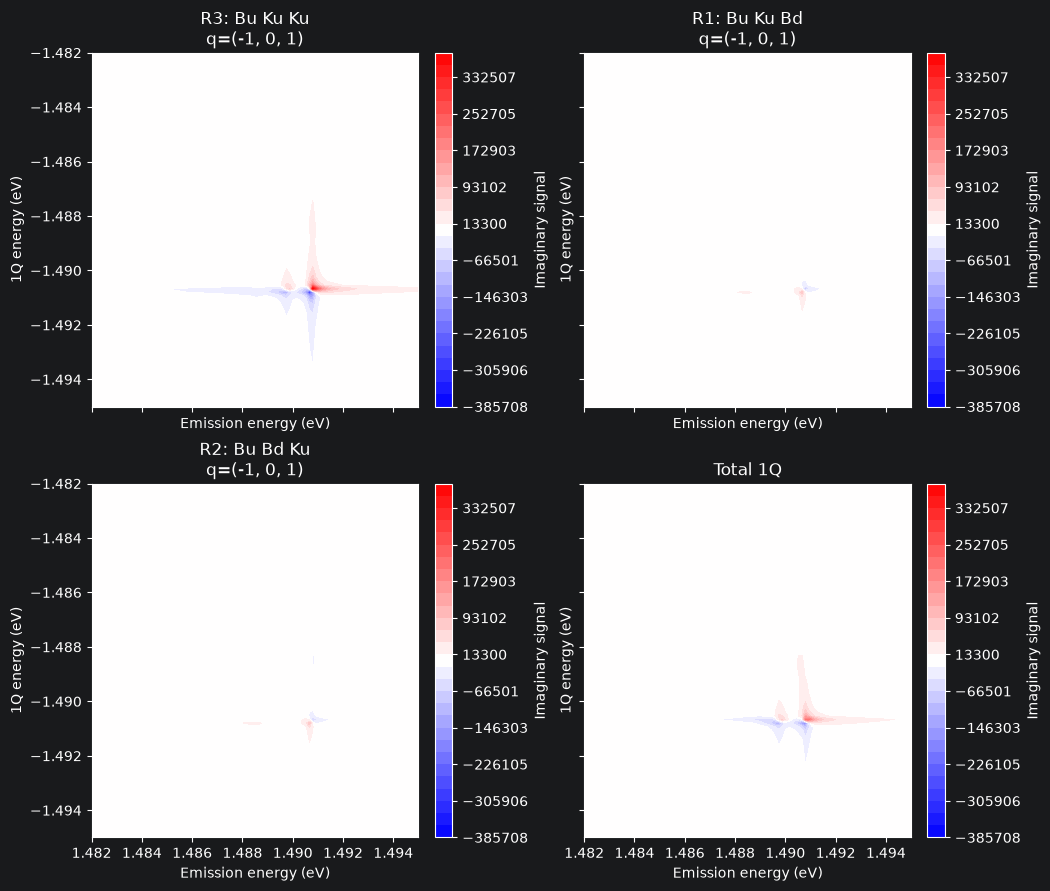 R3: Bu Ku Ku
q=(-1, 0, 1)
R1: Bu Ku Bd
q=(-1, 0, 1)
−1.482
−1.484
−1.486
−1.488
−1.490
−1.492
−1.494
1Q energy (eV)
Emission energy (eV)
332507
252705
172903
93102
13300
−66501
−146303
−226105
−305906
−385708
Imaginary signal
1Q energy (eV)
Emission energy (eV)
332507
252705
172903
93102
13300
−66501
−146303
−226105
−305906
−385708
Imaginary signal
R2: Bu Bd Ku
q=(-1, 0, 1)
Total 1Q
−1.482
−1.484
−1.486
−1.488
−1.490
−1.492
−1.494
1Q energy (eV)
1.482 1.484 1.486 1.488 1.490 1.492 1.494
Emission energy (eV)
332507
252705
172903
93102
13300
−66501
−146303
−226105
−305906
−385708
Imaginary signal
1Q energy (eV)
1.482 1.484 1.486 1.488 1.490 1.492 1.494
Emission energy (eV)
332507
252705
172903
93102
13300
−66501
−146303
−226105
−305906
−385708
Imaginary signal